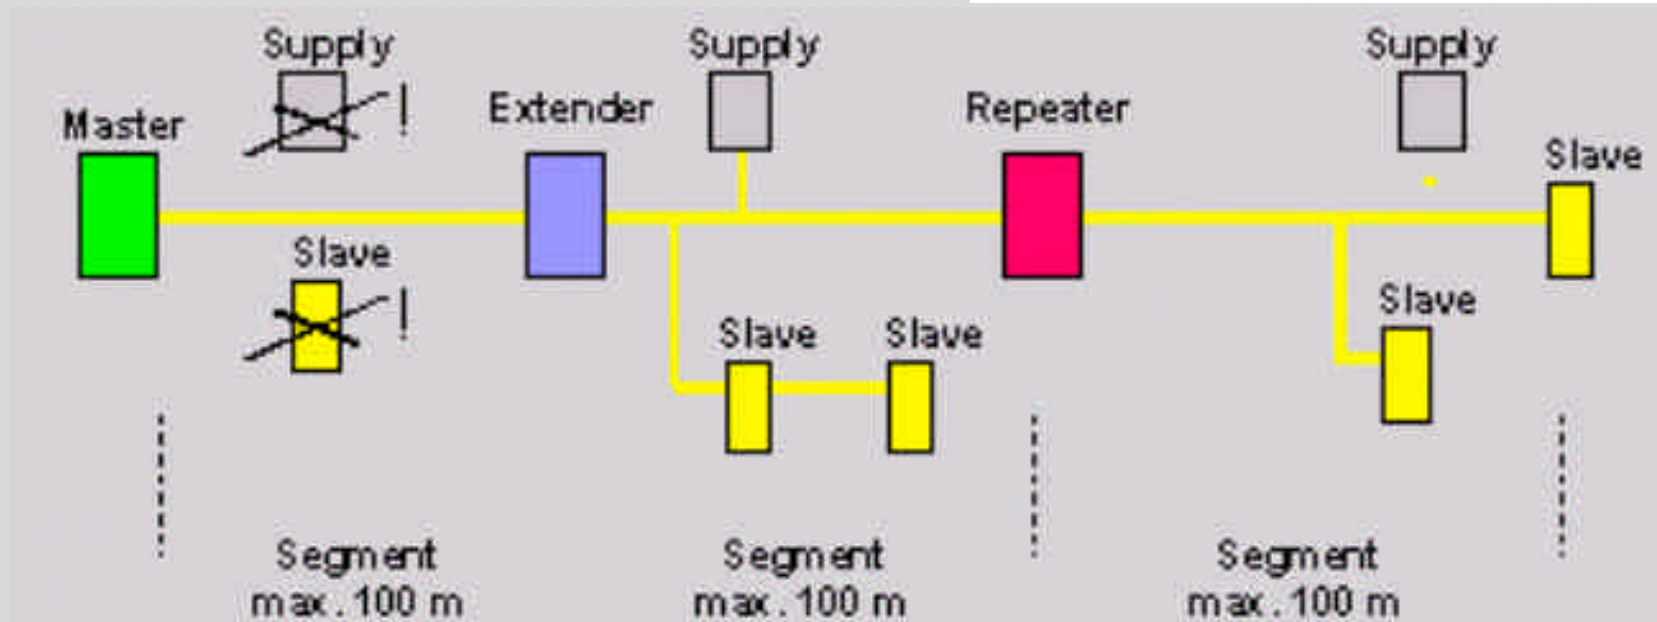 Supply
Supply
Supply
Master
!
Extender
Repeater
Slave
Slave
!
Slave
Slave
Slave
Segment
max. 100 m
Segment
max. 100 m
Segment
max. 100 m